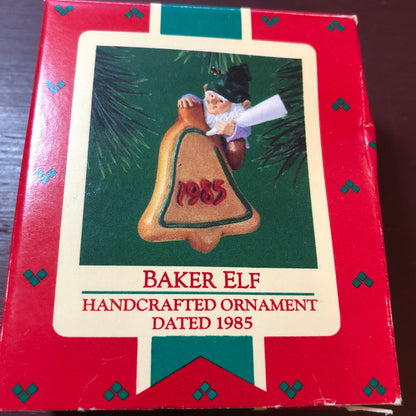 1985
BAKER ELF
HANDCRAFTED ORNAMENT
DATED 1985